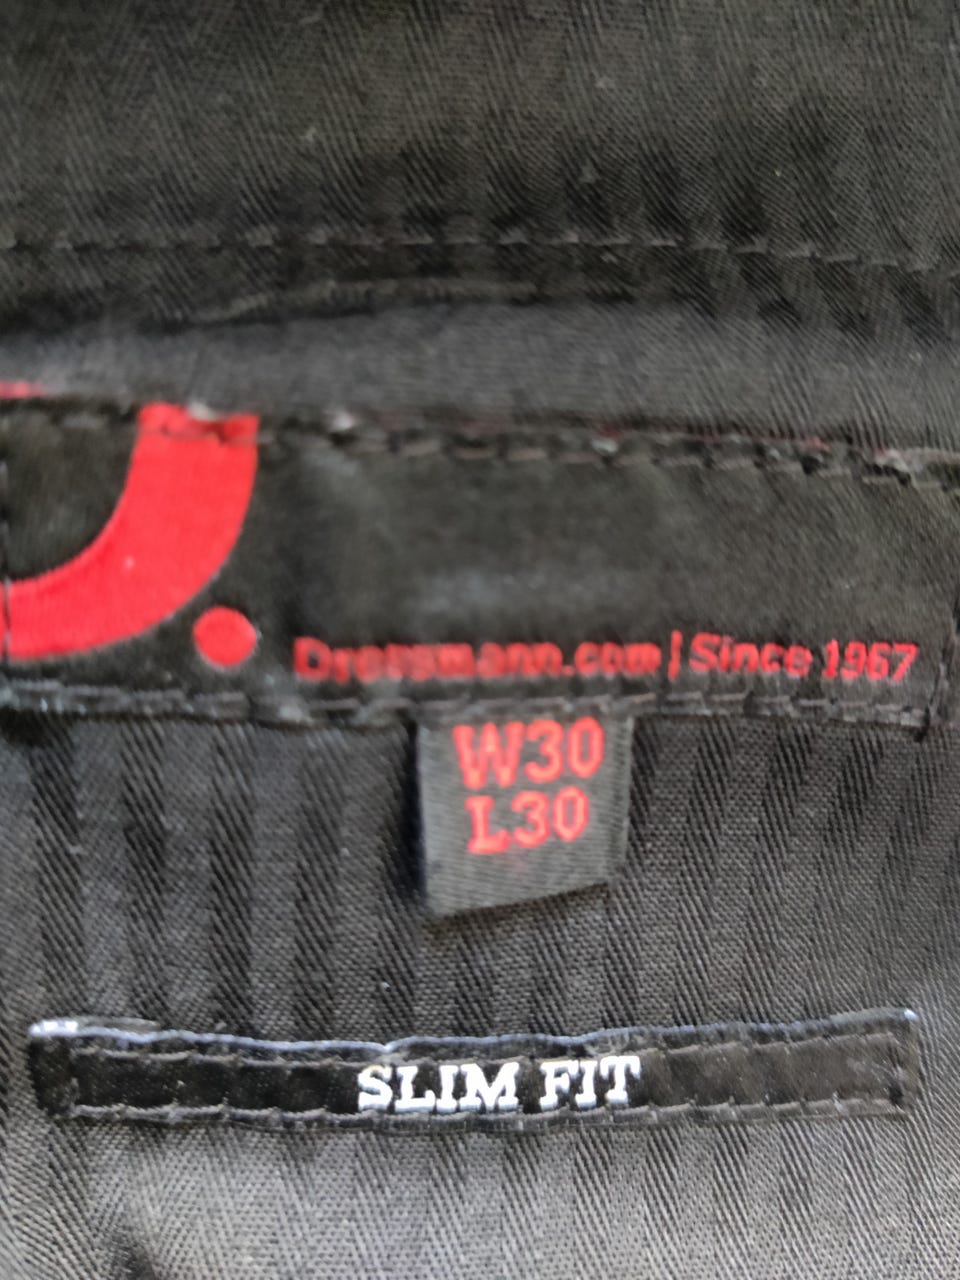 Dressmann.com | Since 1967
W30
L30
SLIM FIT